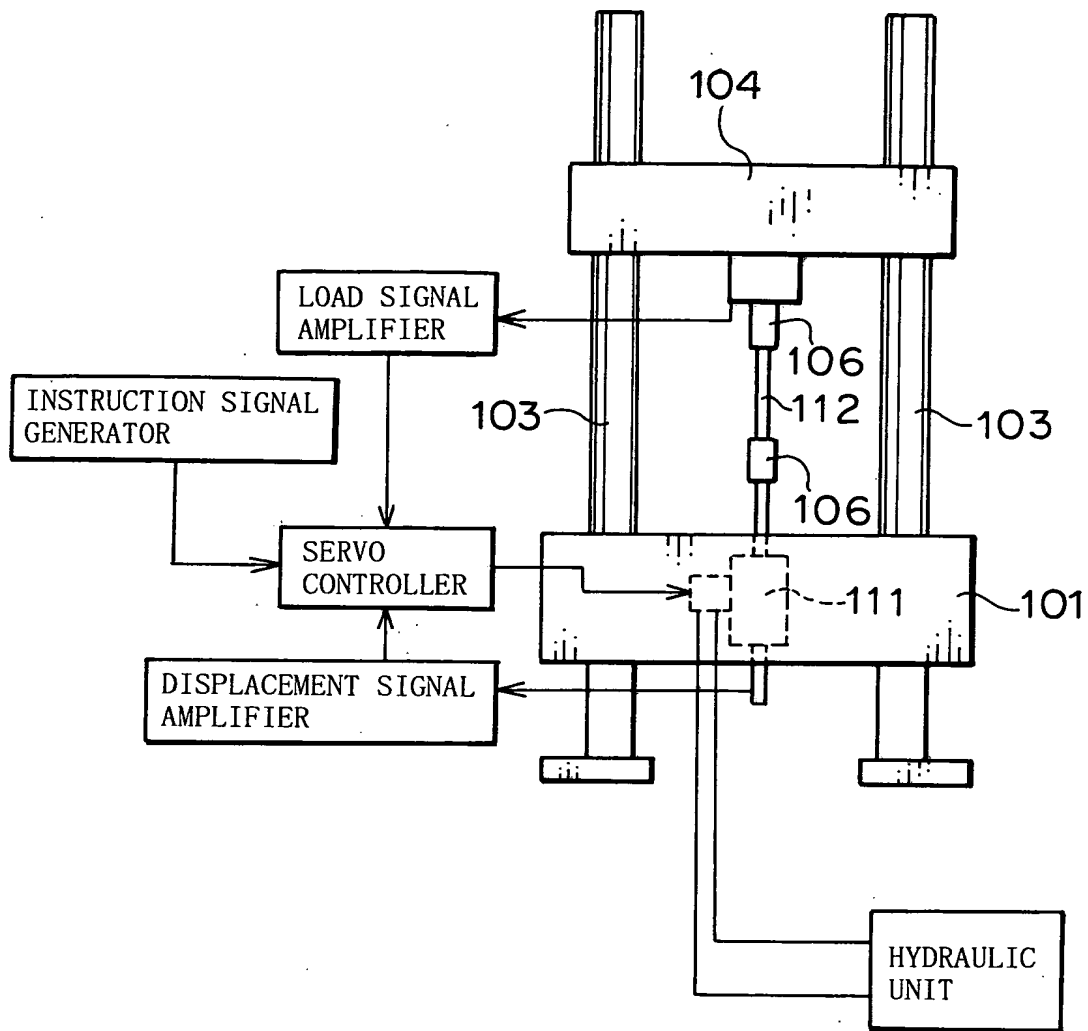 104
LOAD SIGNAL
AMPLIFIER
106
INSTRUCTION SIGNAL
GENERATOR
103
112
103
106
SERVO
CONTROLLER
111
101
DISPLACEMENT SIGNAL
AMPLIFIER
HYDRAULIC
UNIT